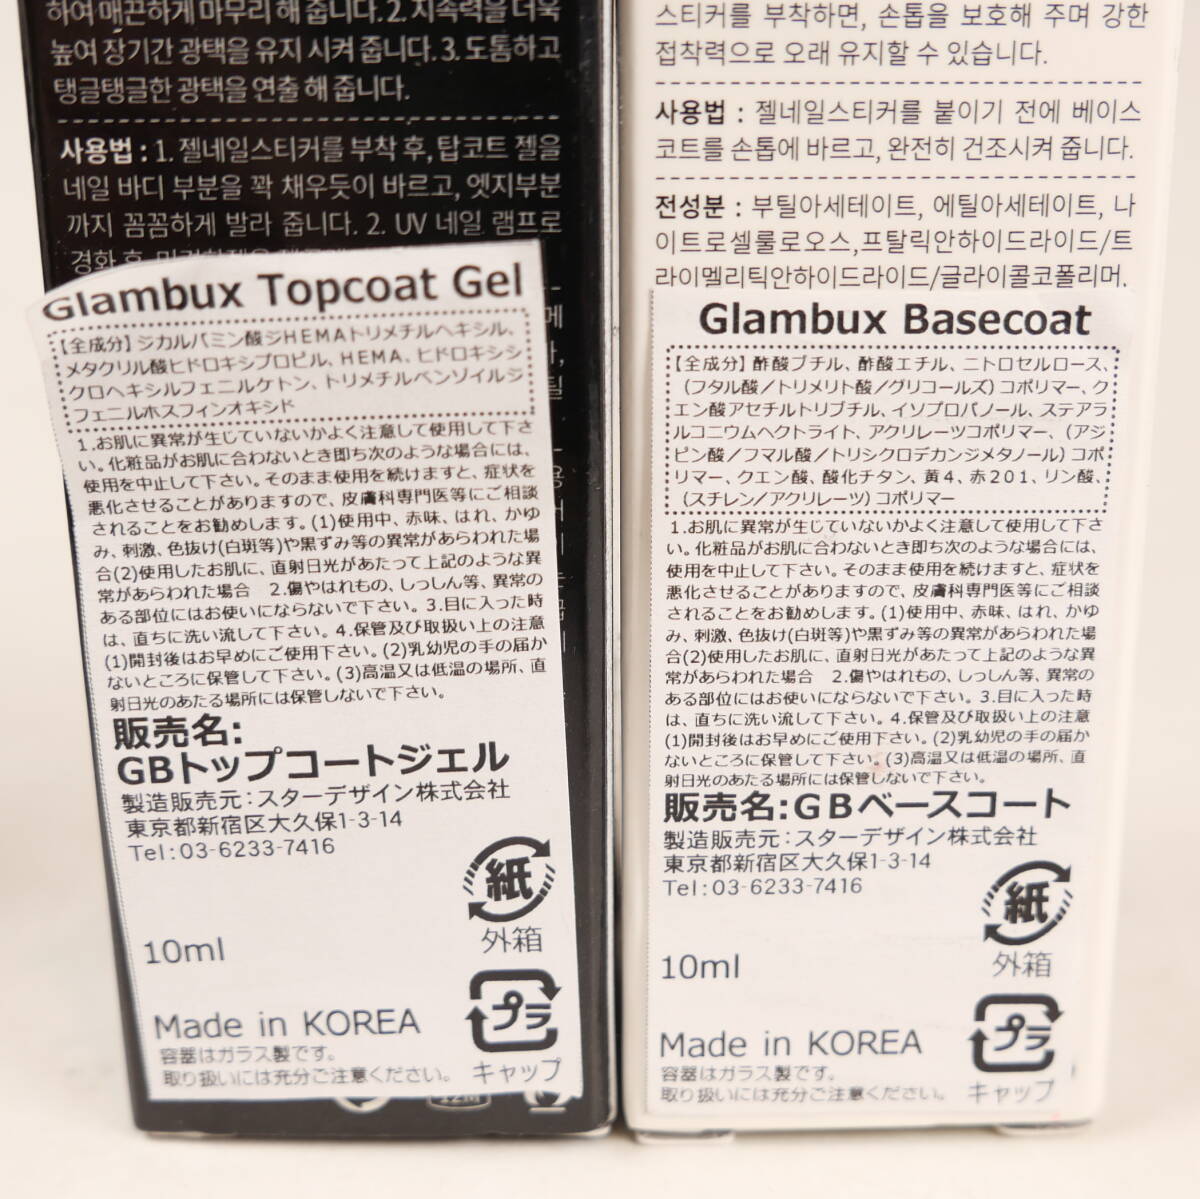 하여 매끈하게 마무리 해 줍니다. 2. 지속력을 더욱
높여 장기간 광택을 유지 시켜 줍니다. 3. 도톰하고
탱글탱글한 광택을 연출 해 줍니다.
사용법 : 1. 젤네일스티커를 부착 후, 탑코트 젤을
네일 바디 부분을 꽉 채우듯이 바르고, 엣지부분
까지 꼼꼼하게 발라 줍니다. 2. UV 네일 램프로
경화 후,
Glambux Topcoat Gel
【全成分】ジカルバミン酸ジHEMAトリメチルヘキシル、
メタクリル酸ヒドロキシプロピル、HEMA、ヒドロキシシ
クロヘキシルフェニルケトン、トリメチルベンゾイルジ
フェニルホスフィンオキシド
1.お肌に異常が生じていないかよく注意して使用して下さ
い。化粧品がお肌に合わないとき即ち次のような場合には、
使用を中止して下さい。そのまま使用を続けますと、症状を
悪化させることがありますので、皮膚科専門医等にご相談
されることをお勧めします。(1)使用中、赤味、はれ、かゆ
み、刺激、色抜け(白斑等)や黒ずみ等の異常があらわれた場
合(2)使用したお肌に、直射日光があたって上記のような異
常があらわれた場合　2.傷やはれもの、しっしん等、異常の
ある部位にはお使いにならないで下さい。3.目に入った時
は、直ちに洗い流して下さい。4.保管及び取扱い上の注意
(1)開封後はお早めにご使用下さい。(2)乳幼児の手の届か
ないところに保管して下さい。(3)高温又は低温の場所、直
射日光のあたる場所には保管しないで下さい。
販売名:
GBトップコートジェル
製造販売元：スターデザイン株式会社
東京都新宿区大久保1-3-14
Tel：03-6233-7416
紙
外箱
10ml
プラ
Made in KOREA
容器はガラス製です。
取り扱いには充分ご注意ください。
キャップ
12M
스티커를 부착하면, 손톱을 보호해 주며 강한
접착력으로 오래 유지할 수 있습니다.
사용법 : 젤네일스티커를 붙이기 전에 베이스
코트를 손톱에 바르고, 완전히 건조시켜 줍니다.
전성분 : 부틸아세테이트, 에틸아세테이트, 나
이트로셀룰로오스,프탈릭안하이드라이드/트
라이멜리틱안하이드라이드/글라이콜코폴리머.
Glambux Basecoat
【全成分】酢酸ブチル、酢酸エチル、ニトロセルロース、
（フタル酸／トリメリト酸／グリコールズ）コポリマー、ク
エン酸アセチルトリブチル、イソプロパノール、ステアラ
ルコニウムヘクトライト、アクリレーツコポリマー、（アジ
ピン酸／フマル酸／トリシクロデカンジメタノール）コポ
リマー、クエン酸、酸化チタン、黄4、赤201、リン酸、
（スチレン／アクリレーツ）コポリマー
1.お肌に異常が生じていないかよく注意して使用して下さ
い。化粧品がお肌に合わないとき即ち次のような場合には、
使用を中止して下さい。そのまま使用を続けますと、症状を
悪化させることがありますので、皮膚科専門医等にご相談
されることをお勧めします。(1)使用中、赤味、はれ、かゆ
み、刺激、色抜け(白斑等)や黒ずみ等の異常があらわれた場
合(2)使用したお肌に、直射日光があたって上記のような異
常があらわれた場合　2.傷やはれもの、しっしん等、異常の
ある部位にはお使いにならないで下さい。3.目に入った時
は、直ちに洗い流して下さい。4.保管及び取扱い上の注意
(1)開封後はお早めにご使用下さい。(2)乳幼児の手の届か
ないところに保管して下さい。(3)高温又は低温の場所、直
射日光のあたる場所には保管しないで下さい。
販売名:GBベースコート
製造販売元：スターデザイン株式会社
東京都新宿区大久保1-3-14
Tel：03-6233-7416
紙
外箱
10ml
プラ
Made in KOREA
容器はガラス製です。
取り扱いには充分ご注意ください。
キャップ